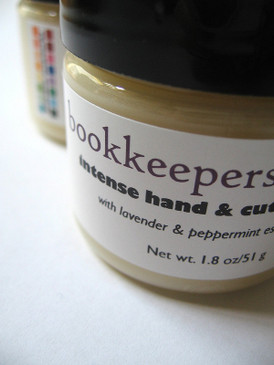 bookkeepers
intense hand & cut
with lavender & peppermint es
Net wt. 1.8 oz/51 g